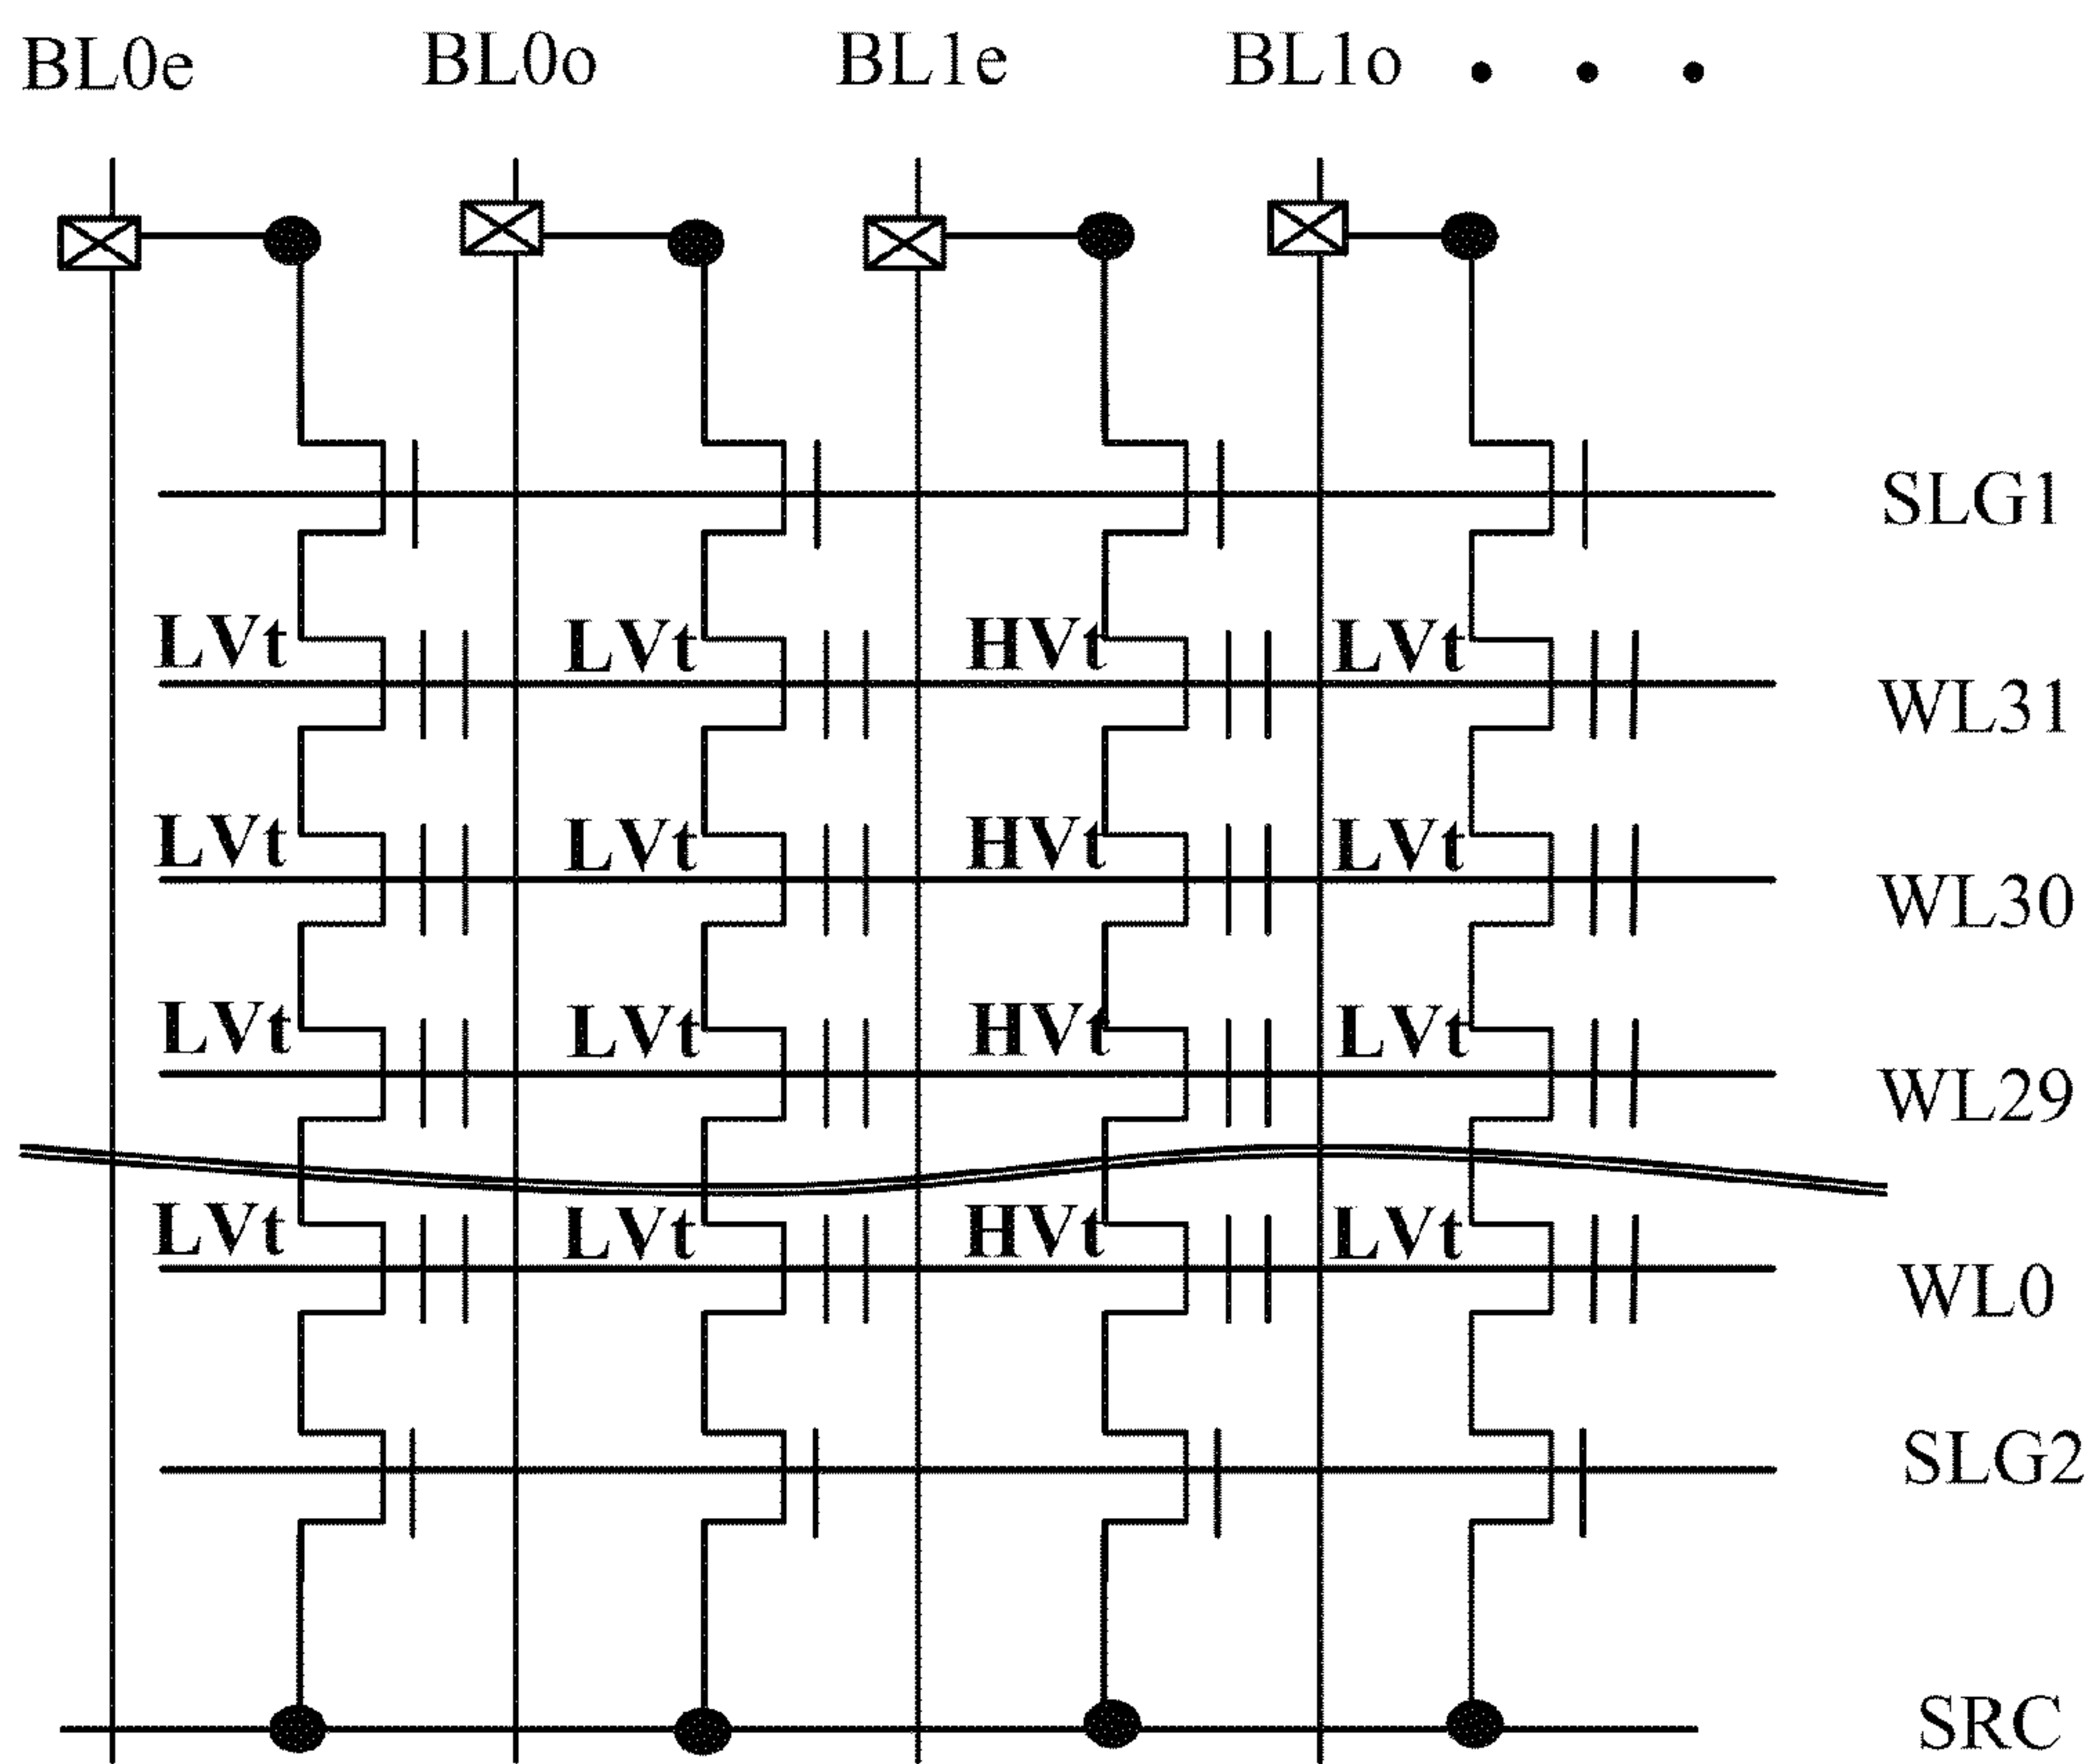 BL0e BL0o BL1e BL1o • • •
SLG1
LVt LVt HVt LVt
WL31
LVt LVt HVt LVt
WL30
LVt LVt HVt LVt
WL29
LVt LVt HVt LVt
WL0
SLG2
SRC